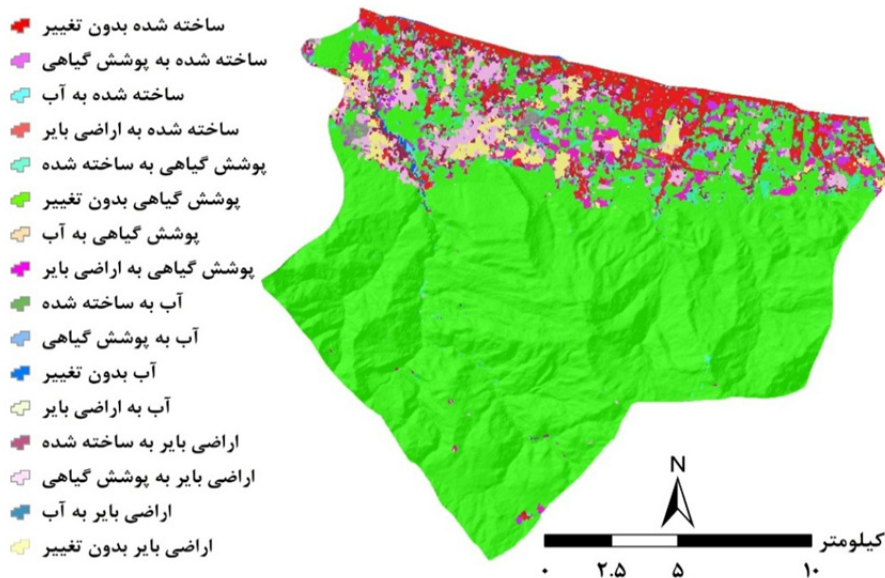 ساخته شده بدون تغییر
ساخته شده به پوشش گیاهی
ساخته شده به آب
ساخته شده به اراضی بایر
پوشش گیاهی به ساخته شده
پوشش گیاهی بدون تغییر
پوشش گیاهی به آب
پوشش گیاهی به اراضی بایر
آب به ساخته شده
آب به پوشش گیاهی
آب بدون تغییر
آب به اراضی بایر
اراضی بایر به ساخته شده
اراضی بایر به پوشش گیاهی
اراضی بایر به آب
اراضی بایر بدون تغییر
N
کیلومتر
۰ ۲.۵ ۵ ۱۰